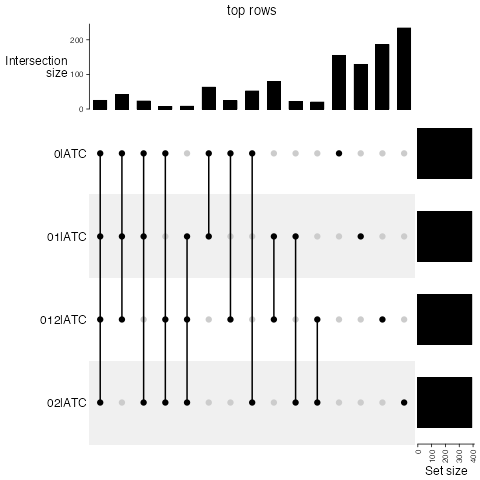 top rows
200
100
0
Intersection
size
0|ATC
01|ATC
012|ATC
02|ATC
0
100
200
300
400
Set size